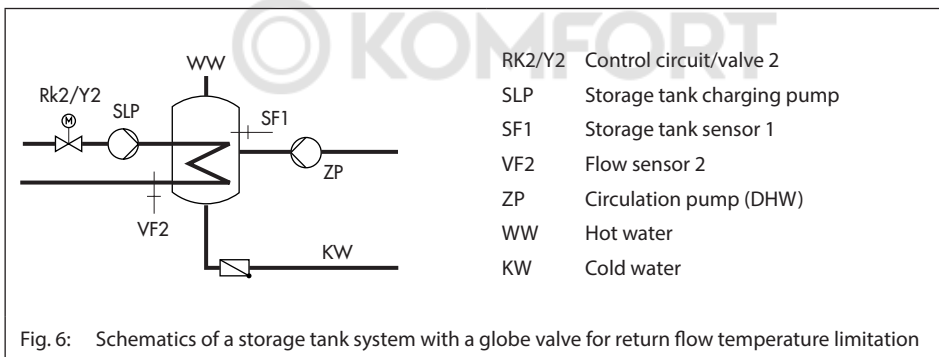 KOMFORT
WW
Rk2/Y2
M
SLP
SF1
ZP
VF2
KW
RK2/Y2 Control circuit/valve 2
SLP Storage tank charging pump
SF1 Storage tank sensor 1
VF2 Flow sensor 2
ZP Circulation pump (DHW)
WW Hot water
KW Cold water
Fig. 6: Schematics of a storage tank system with a globe valve for return flow temperature limitation